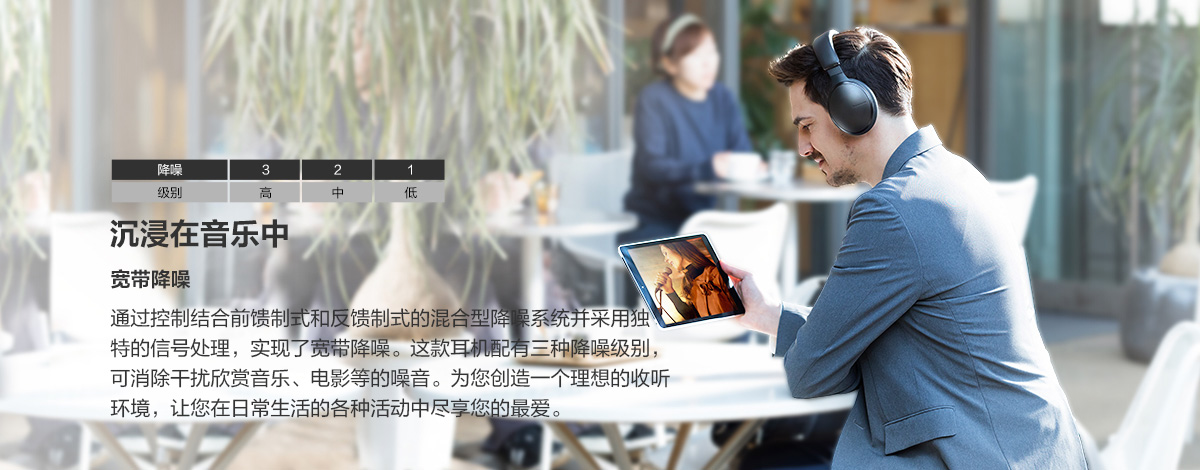 降噪 3 2 1
级别 高 中 低
沉浸在音乐中
宽带降噪
通过控制结合前馈制式和反馈制式的混合型降噪系统并采用独
特的信号处理，实现了宽带降噪。这款耳机配有三种降噪级别，
可消除干扰欣赏音乐、电影等的噪音。为您创造一个理想的收听
环境，让您在日常生活的各种活动中尽享您的最爱。